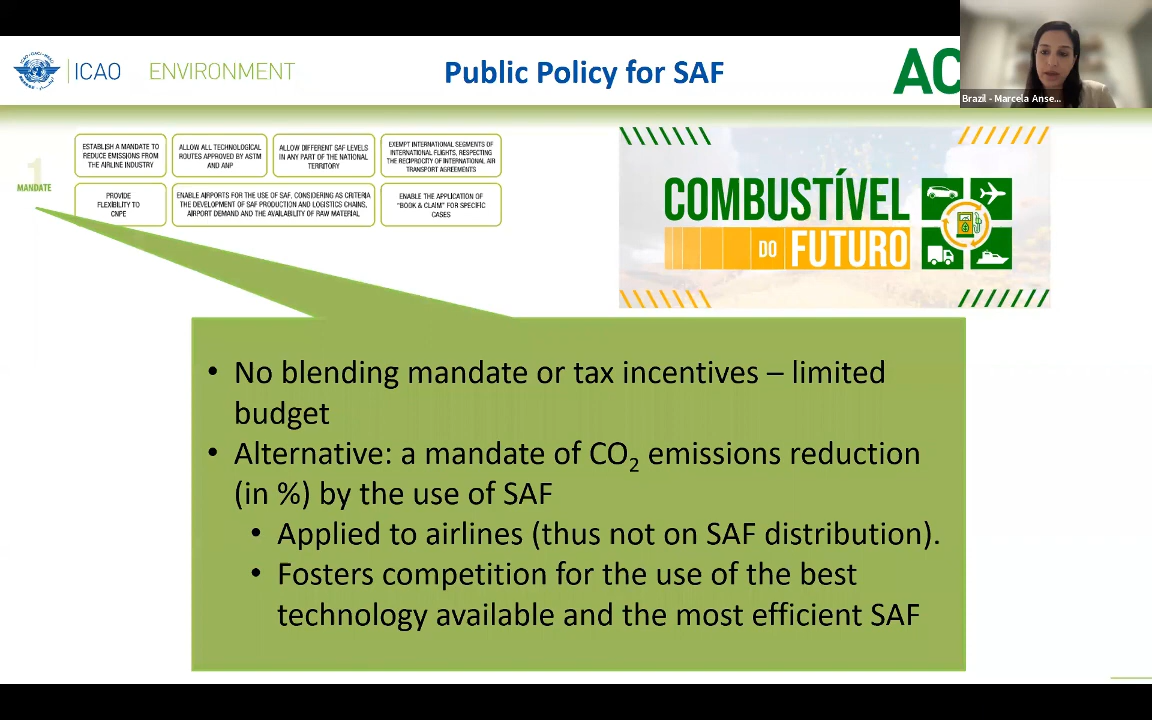 ICAO ENVIRONMENT
Public Policy for SAF
AC
Brazil - Marcela Anse...
1
MANDATE
ESTABLISH A MANDATE TO
REDUCE EMISSIONS FROM
THE AIRLINE INDUSTRY
ALLOW ALL TECHNOLOGICAL
ROUTES APPROVED BY ASTM
AND ANP
ALLOW DIFFERENT SAF LEVELS
IN ANY PART OF THE NATIONAL
TERRITORY
EXEMPT INTERNATIONAL SEGMENTS OF
INTERNATIONAL FLIGHTS, RESPECTING
THE RECIPROCITY OF INTERNATIONAL AIR
TRANSPORT AGREEMENTS
PROVIDE
FLEXIBILITY TO
CNPE
ENABLE AIRPORTS FOR THE USE OF SAF, CONSIDERING AS CRITERIA
THE DEVELOPMENT OF SAF PRODUCTION AND LOGISTICS CHAINS,
AIRPORT DEMAND AND THE AVAILABILITY OF RAW MATERIAL
ENABLE THE APPLICATION OF
"BOOK & CLAIM" FOR SPECIFIC
CASES
COMBUSTÍVEL
DO FUTURO
• No blending mandate or tax incentives – limited
budget
• Alternative: a mandate of CO2 emissions reduction
(in %) by the use of SAF
• Applied to airlines (thus not on SAF distribution).
• Fosters competition for the use of the best
technology available and the most efficient SAF